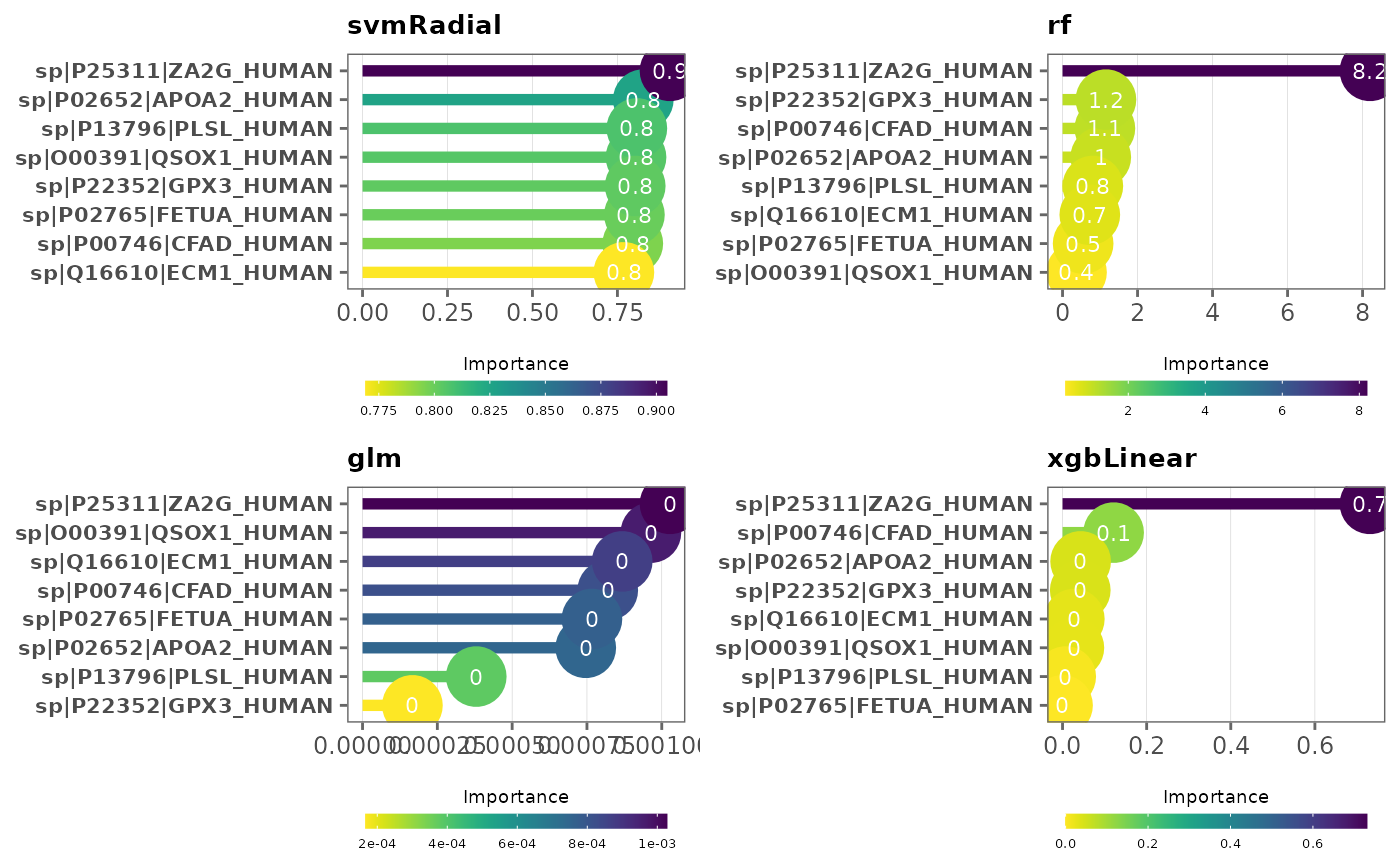 svmRadial
sp|P25311|ZA2G_HUMAN 0.9
sp|P02652|APOA2_HUMAN 0.8
sp|P13796|PLSL_HUMAN 0.8
sp|O00391|QSOX1_HUMAN 0.8
sp|P22352|GPX3_HUMAN 0.8
sp|P02765|FETUA_HUMAN 0.8
sp|P00746|CFAD_HUMAN 0.8
sp|Q16610|ECM1_HUMAN 0.8
0.00 0.25 0.50 0.75
Importance
0.775 0.800 0.825 0.850 0.875 0.900
rf
sp|P25311|ZA2G_HUMAN 8.2
sp|P22352|GPX3_HUMAN 1.2
sp|P00746|CFAD_HUMAN 1.1
sp|P02652|APOA2_HUMAN 1
sp|P13796|PLSL_HUMAN 0.8
sp|Q16610|ECM1_HUMAN 0.7
sp|P02765|FETUA_HUMAN 0.5
sp|O00391|QSOX1_HUMAN 0.4
0 2 4 6 8
Importance
2 4 6 8
glm
sp|P25311|ZA2G_HUMAN 0
sp|O00391|QSOX1_HUMAN 0
sp|Q16610|ECM1_HUMAN 0
sp|P00746|CFAD_HUMAN 0
sp|P02765|FETUA_HUMAN 0
sp|P02652|APOA2_HUMAN 0
sp|P13796|PLSL_HUMAN 0
sp|P22352|GPX3_HUMAN 0
Importance
2e-04 4e-04 6e-04 8e-04 1e-03
xgbLinear
sp|P25311|ZA2G_HUMAN 0.7
sp|P00746|CFAD_HUMAN 0.1
sp|P02652|APOA2_HUMAN 0
sp|P22352|GPX3_HUMAN 0
sp|Q16610|ECM1_HUMAN 0
sp|O00391|QSOX1_HUMAN 0
sp|P13796|PLSL_HUMAN 0
sp|P02765|FETUA_HUMAN 0
0.0 0.2 0.4 0.6
Importance
0.0 0.2 0.4 0.6